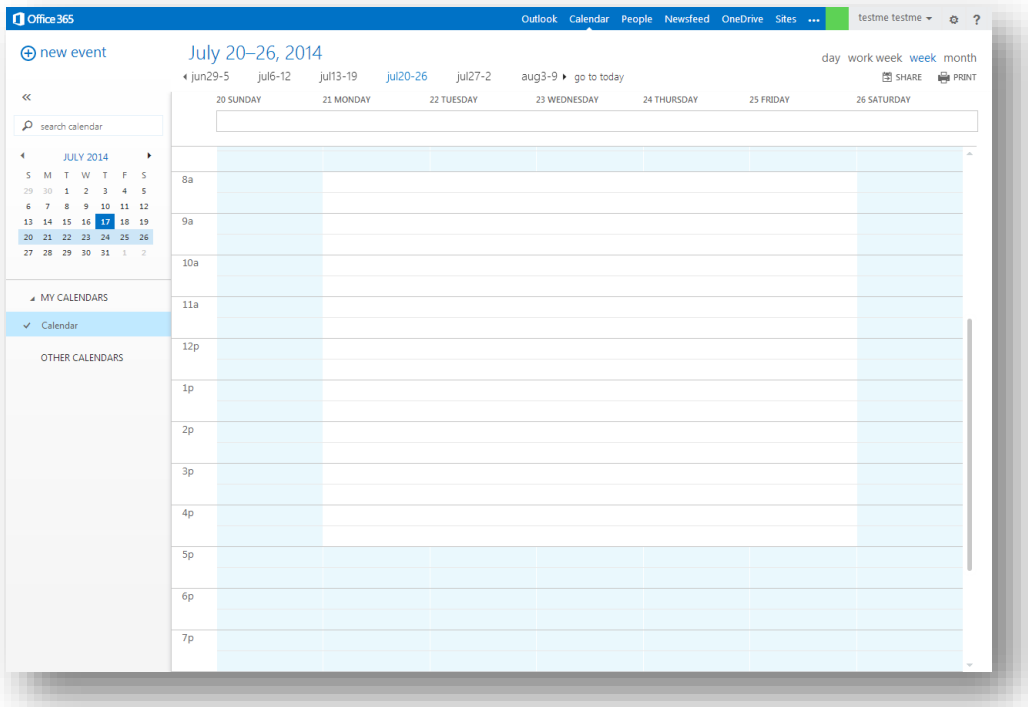 Office 365 Outlook Calendar People Newsfeed OneDrive Sites ••• testme testme ?
new event
July 20–26, 2014
day work week week month
jun29-5 jul6-12 jul13-19 jul20-26 jul27-2 aug3-9 go to today
SHARE PRINT
«
search calendar
JULY 2014
S M T W T F S
29 30 1 2 3 4 5
6 7 8 9 10 11 12
13 14 15 16 17 18 19
20 21 22 23 24 25 26
27 28 29 30 31 1 2
MY CALENDARS
Calendar
OTHER CALENDARS
20 SUNDAY 21 MONDAY 22 TUESDAY 23 WEDNESDAY 24 THURSDAY 25 FRIDAY 26 SATURDAY
8a
9a
10a
11a
12p
1p
2p
3p
4p
5p
6p
7p